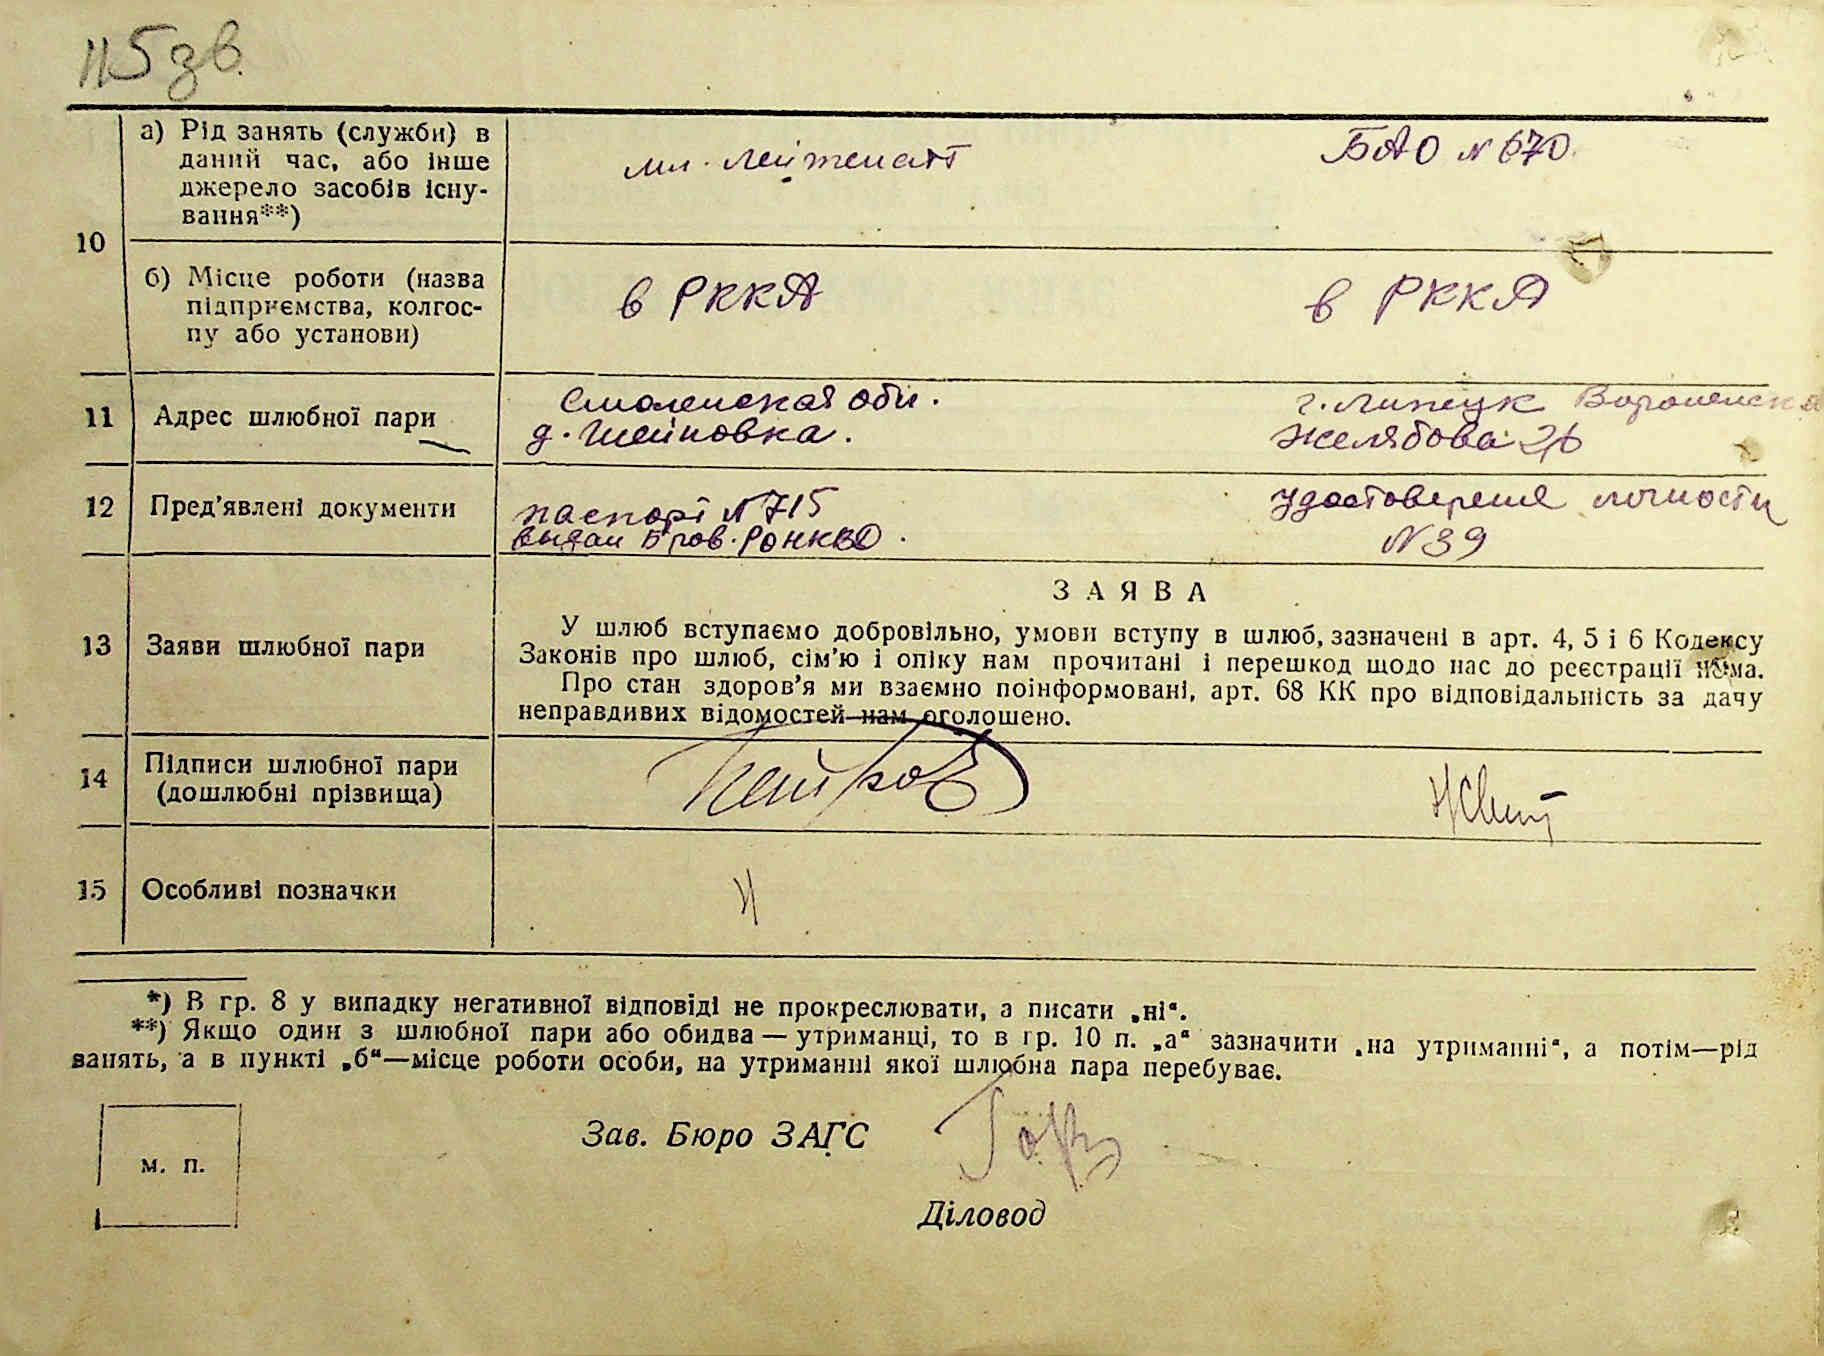 115 зв.
а) Рід занять (служби) в
даний час, або інше
джерело засобів існу-
вання**)
мл. лейтенант
БАО № 670.
10
б) Місце роботи (назва
підприємства, колгос-
пу або установи)
в РККА
в РККА
11
Адрес шлюбної пари
Смоленская обл.
д. Шейновка.
г. Липецк Воронежск
Желябова 26
12
Пред'явлені документи
паспорт № 715
выдан Бров. РОНКВД.
удостоверение личности
№ 39
ЗАЯВА
13
Заяви шлюбної пари
У шлюб вступаємо добровільно, умови вступу в шлюб, зазначені в арт. 4, 5 і 6 Кодексу
Законів про шлюб, сім'ю і опіку нам прочитані і перешкод щодо нас до реєстрації нема.
Про стан здоров'я ми взаємно поінформовані, арт. 68 КК про відповідальність за дачу
неправдивих відомостей нам оголошено.
14
Підписи шлюбної пари
(дошлюбні прізвища)
15
Особливі позначки
*) В гр. 8 у випадку негативної відповіді не прокреслювати, а писати „ні“.
**) Якщо один з шлюбної пари або обидва — утриманці, то в гр. 10 п. „а“ зазначити „на утриманні“, а потім—рід
занять, а в пункті „б“—місце роботи особи, на утриманні якої шлюбна пара перебуває.
м. п.
Зав. Бюро ЗАГС
Діловод